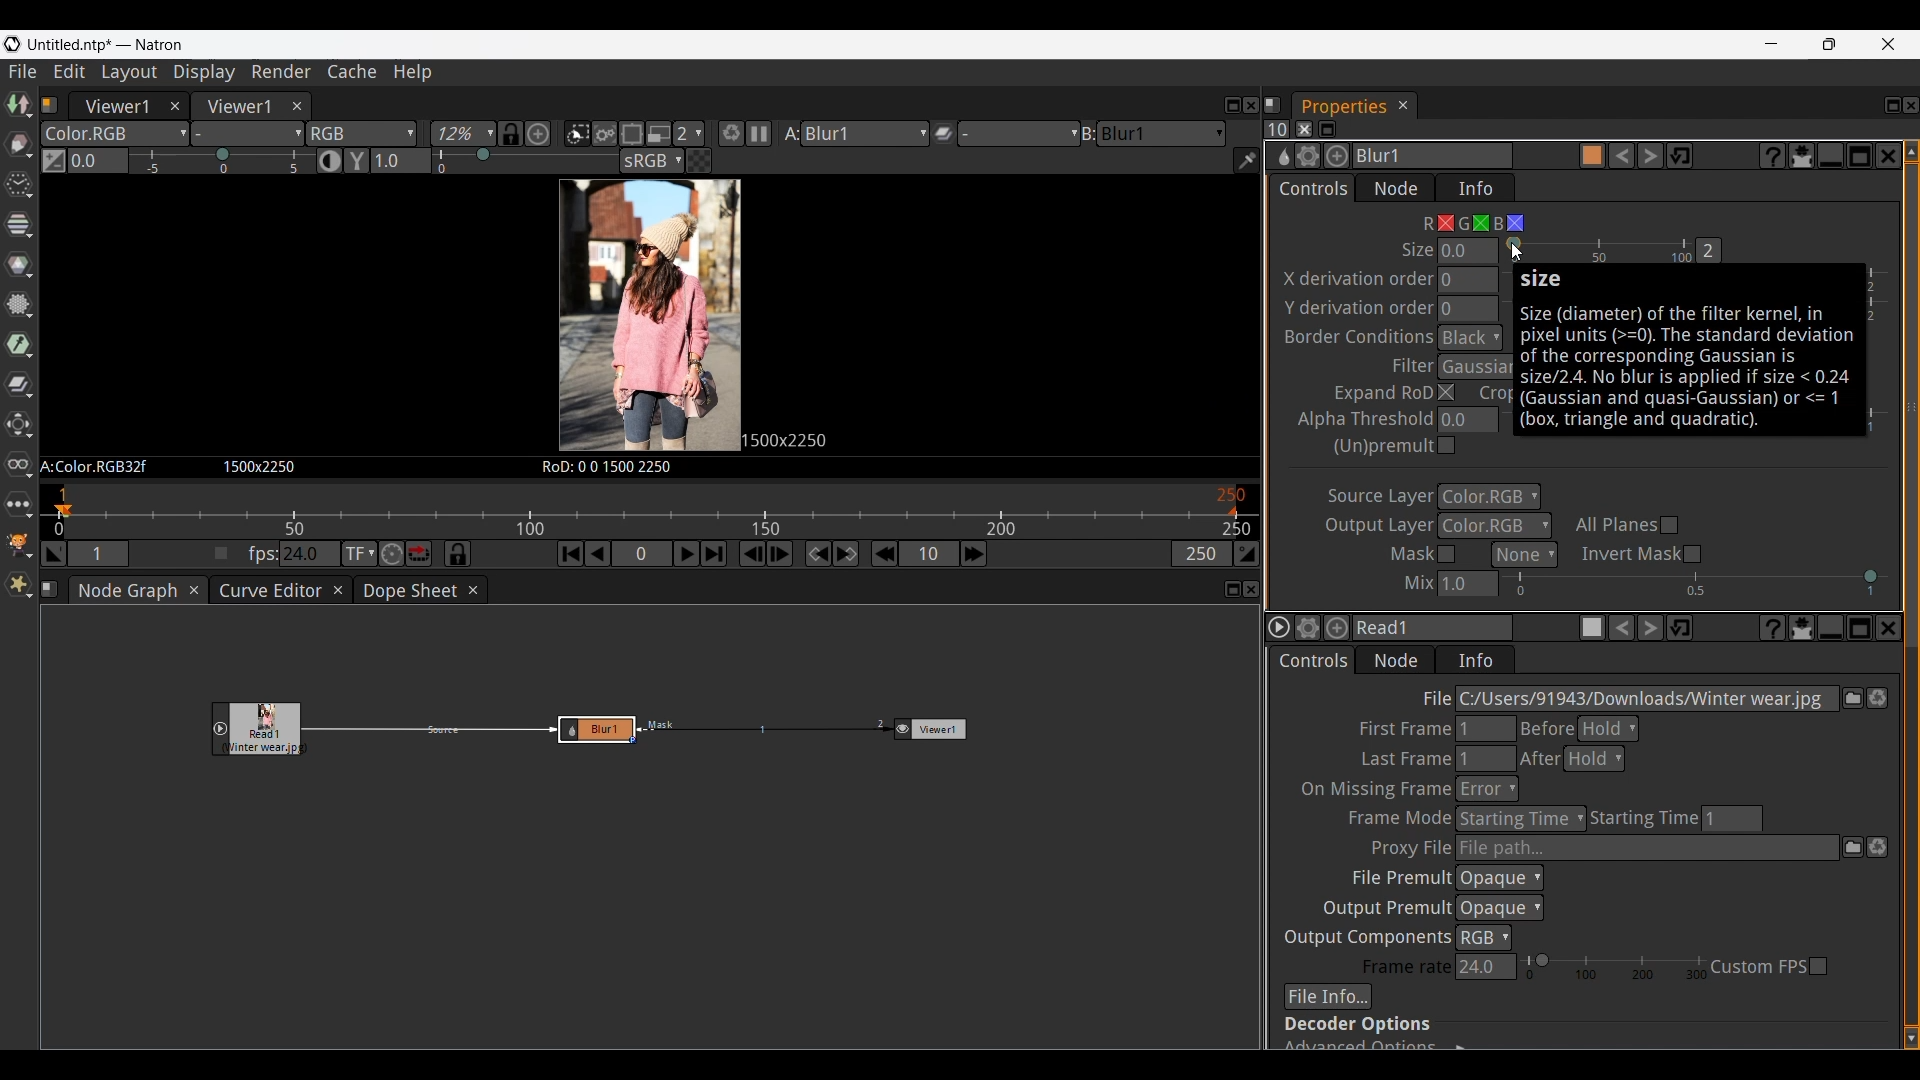 Untitled.ntp* — Natron
File Edit Layout Display Render Cache Help
Viewer1 × Viewer1 ×
Color.RGB - RGB 12% 2 A: Blur1 - B: Blur1
0.0 -5 0 5 Y 1.0 0 sRGB
1500x2250
A:Color.RGB32f 1500x2250 RoD: 0 0 1500 2250
1 250
0 50 100 150 200 250
1 fps: 24.0 TF 0 10 250
Node Graph × Curve Editor × Dope Sheet ×
Read1
(Winter wear.jpg)
Source
Blur1
Mask
1
2
Viewer1
Properties ×
10
Blur1
Controls Node Info
R G B
Size 0.0 50 100 2
X derivation order 0 2
Y derivation order 0 2
Border Conditions Black
Filter Gaussian
Expand RoD Crop
Alpha Threshold 0.0 1
(Un)premult
size
Size (diameter) of the filter kernel, in
pixel units (>=0). The standard deviation
of the corresponding Gaussian is
size/2.4. No blur is applied if size < 0.24
(Gaussian and quasi-Gaussian) or <= 1
(box, triangle and quadratic).
Source Layer Color.RGB
Output Layer Color.RGB All Planes
Mask None Invert Mask
Mix 1.0 0 0.5 1
Read1
Controls Node Info
File C:/Users/91943/Downloads/Winter wear.jpg
First Frame 1 Before Hold
Last Frame 1 After Hold
On Missing Frame Error
Frame Mode Starting Time Starting Time 1
Proxy File File path...
File Premult Opaque
Output Premult Opaque
Output Components RGB
Frame rate 24.0 0 100 200 300 Custom FPS
File Info...
Decoder Options
Advanced Options